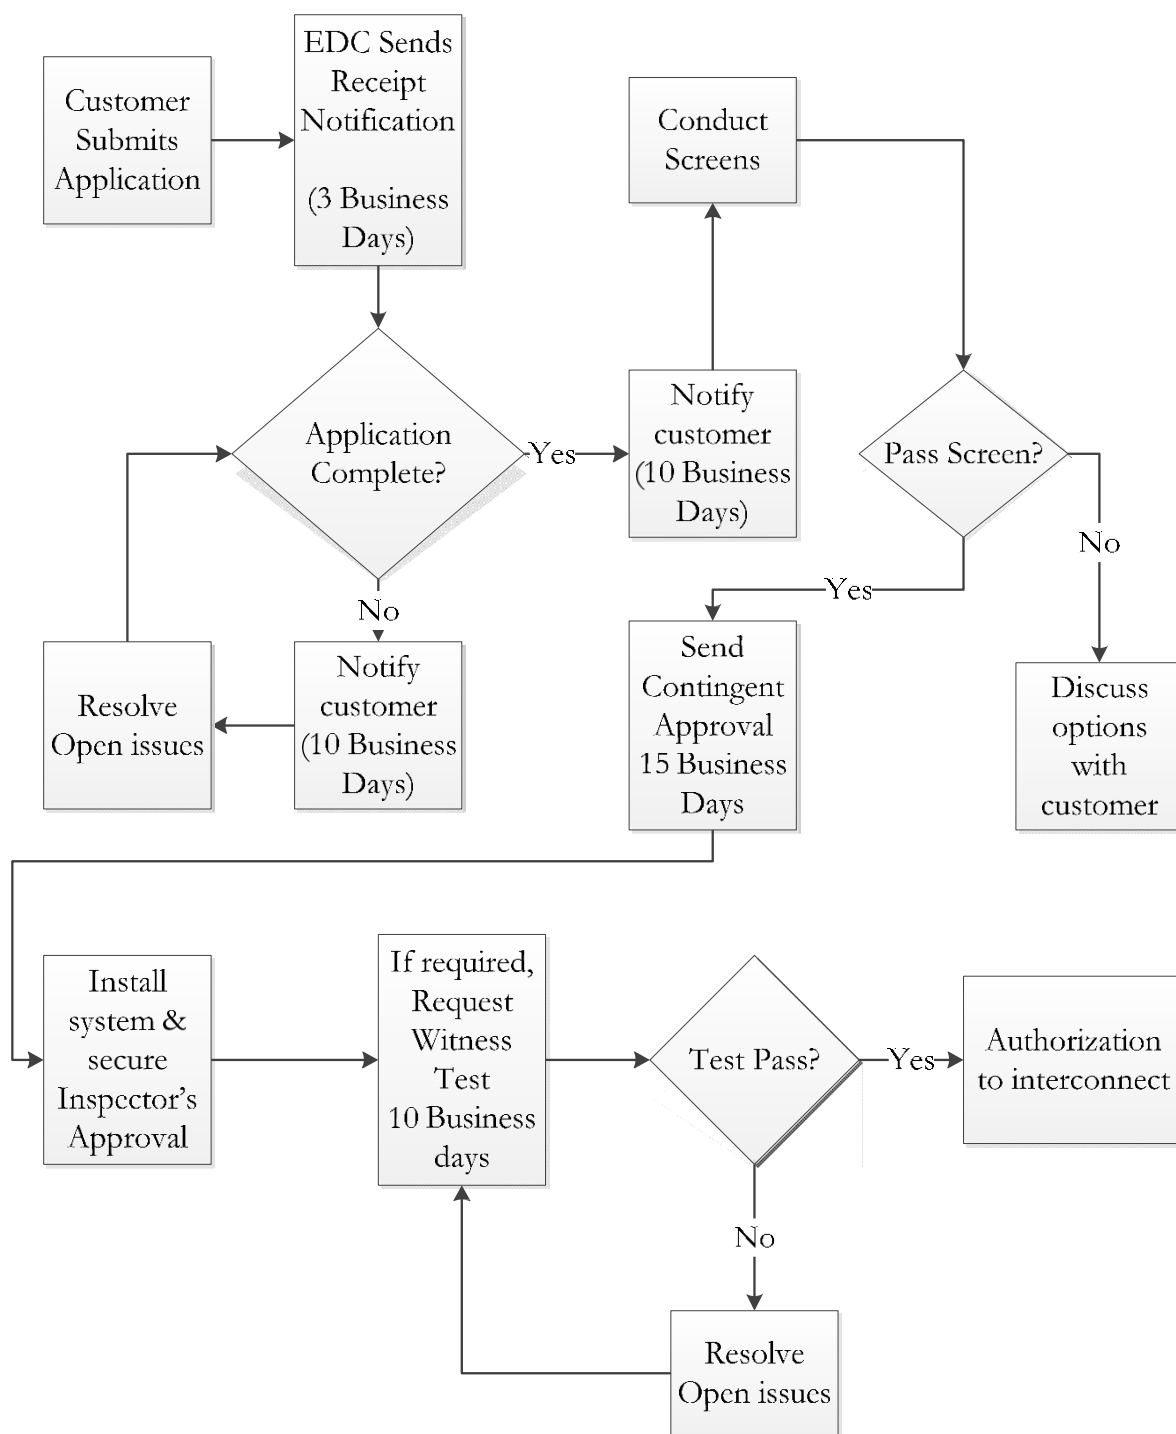 Customer
Submits
Application
EDC Sends
Receipt
Notification
(3 Business
Days)
Conduct
Screens
Application
Complete?
Yes
Notify
customer
(10 Business
Days)
Pass Screen?
No
Yes
No
Resolve
Open issues
Notify
customer
(10 Business
Days)
Send
Contingent
Approval
15 Business
Days
Discuss
options
with
customer
Install
system &
secure
Inspector's
Approval
If required,
Request
Witness
Test
10 Business
days
Test Pass?
Yes
Authorization
to interconnect
No
Resolve
Open issues